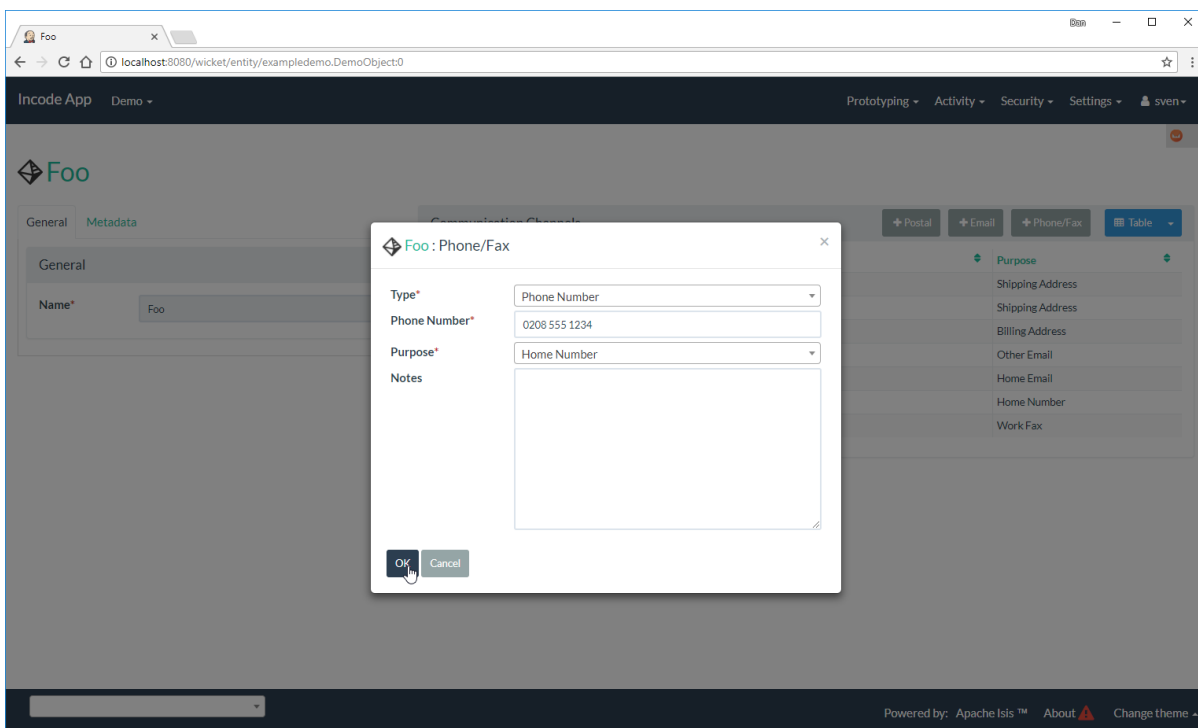 Dan
Foo
localhost:8080/wicket/entity/exampledemo.DemoObject:0
Incode App Demo Prototyping Activity Security Settings sven
Foo
General Metadata
Communication Channels + Postal + Email + Phone/Fax Table
General
Name* Foo
Purpose
Shipping Address
Shipping Address
Billing Address
Other Email
Home Email
Home Number
Work Fax
Foo : Phone/Fax ×
Type* Phone Number
Phone Number* 0208 555 1234
Purpose* Home Number
Notes
OK Cancel
Powered by: Apache Isis ™ About Change theme